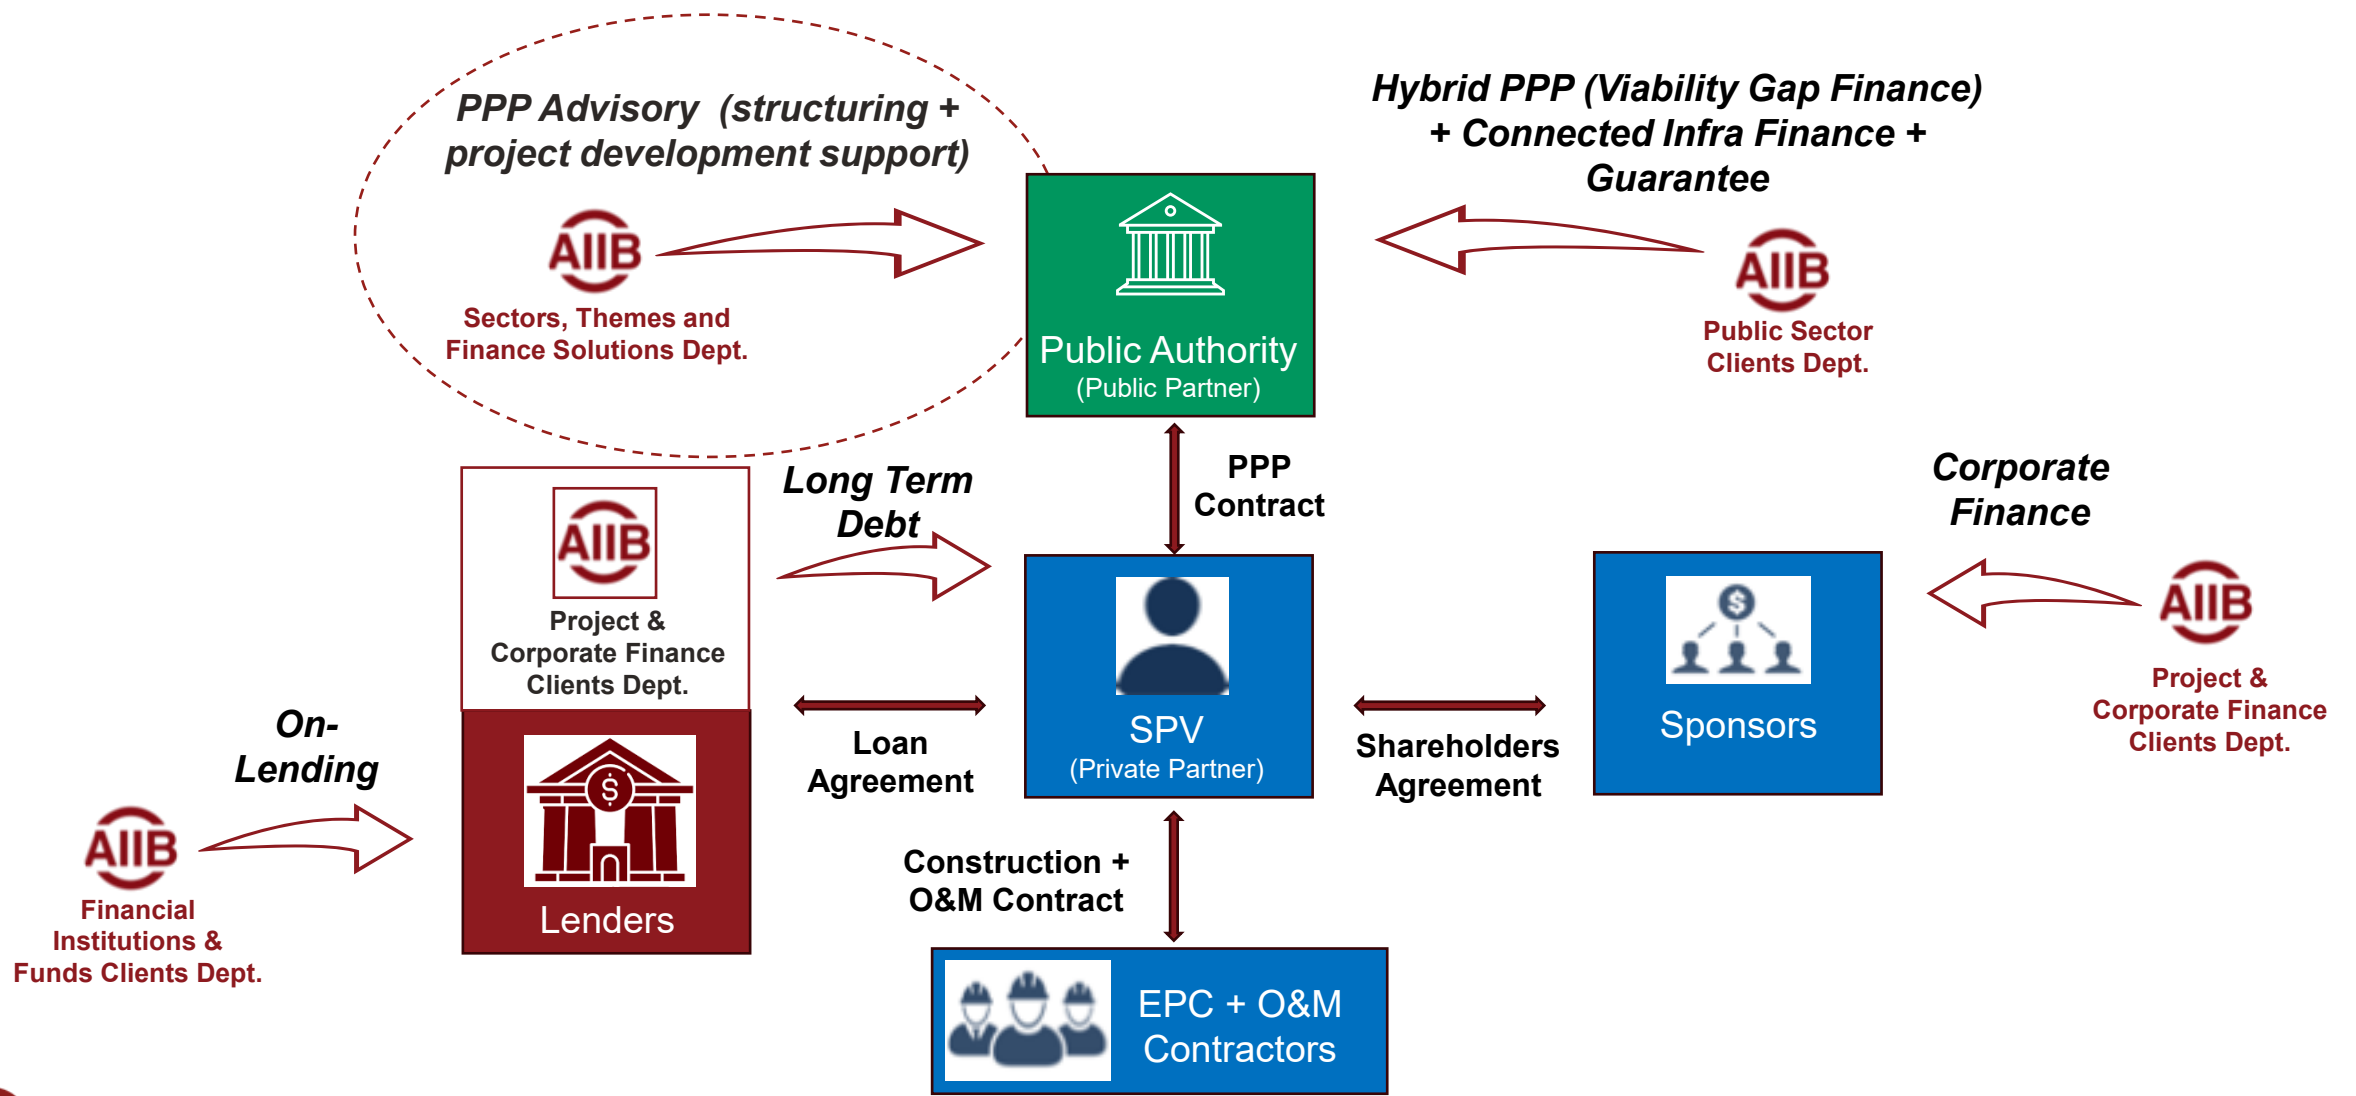 PPP Advisory (structuring +
project development support)
AIIB
Sectors, Themes and
Finance Solutions Dept.
Hybrid PPP (Viability Gap Finance)
+ Connected Infra Finance +
Guarantee
AIIB
Public Sector
Clients Dept.
Public Authority
(Public Partner)
PPP
Contract
Long Term
Debt
AIIB
Project &
Corporate Finance
Clients Dept.
Corporate
Finance
AIIB
Project &
Corporate Finance
Clients Dept.
On-
Lending
AIIB
Financial
Institutions &
Funds Clients Dept.
$
Lenders
Loan
Agreement
SPV
(Private Partner)
Shareholders
Agreement
$
Sponsors
Construction +
O&M Contract
EPC + O&M
Contractors